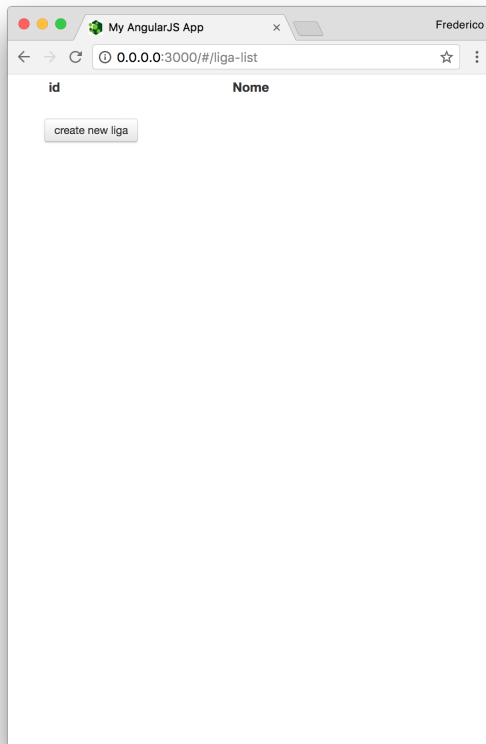 My AngularJS App
Frederico
0.0.0.0:3000/#/liga-list
id Nome
create new liga